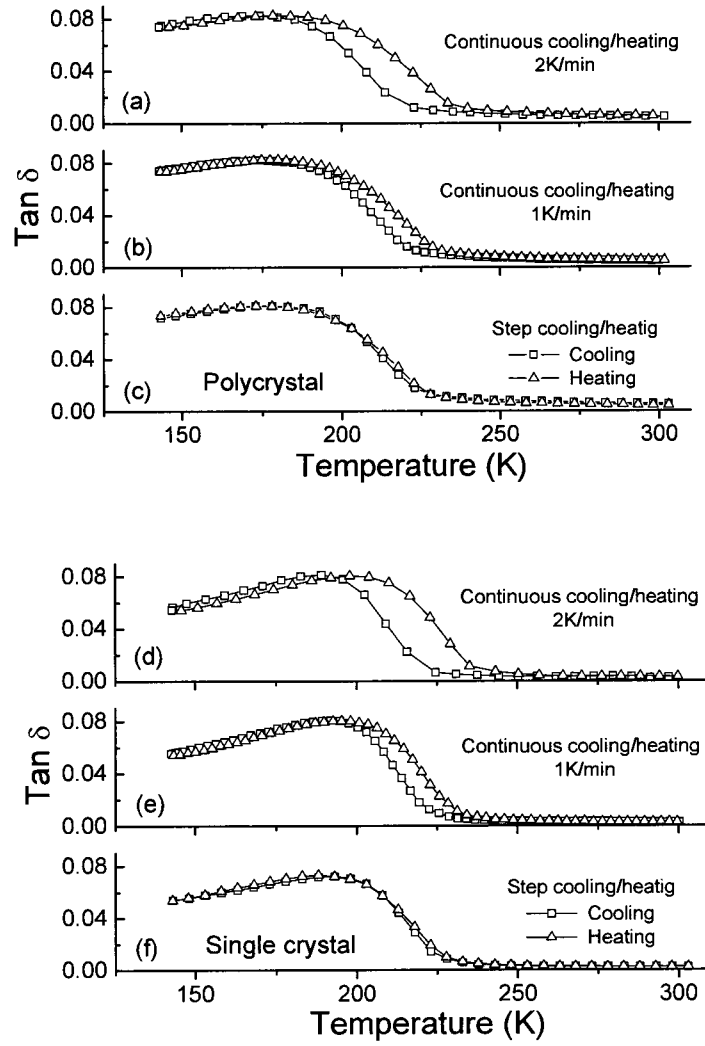 0.08
0.04
0.00
(a)
Continuous cooling/heating
2K/min
0.08
0.04
0.00
(b)
Continuous cooling/heating
1K/min
0.08
0.04
0.00
(c)
Polycrystal
Step cooling/heatig
Cooling
Heating
Tan δ
150
200
250
300
Temperature (K)
0.08
0.04
0.00
(d)
Continuous cooling/heating
2K/min
0.08
0.04
0.00
(e)
Continuous cooling/heating
1K/min
0.08
0.04
0.00
(f)
Single crystal
Step cooling/heatig
Cooling
Heating
Tan δ
150
200
250
300
Temperature (K)